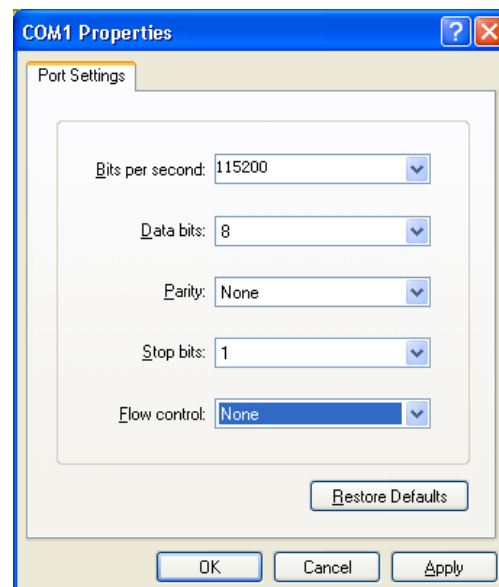 COM1 Properties
Port Settings
Bits per second: 115200
Data bits: 8
Parity: None
Stop bits: 1
Flow control: None
Restore Defaults
OK Cancel Apply